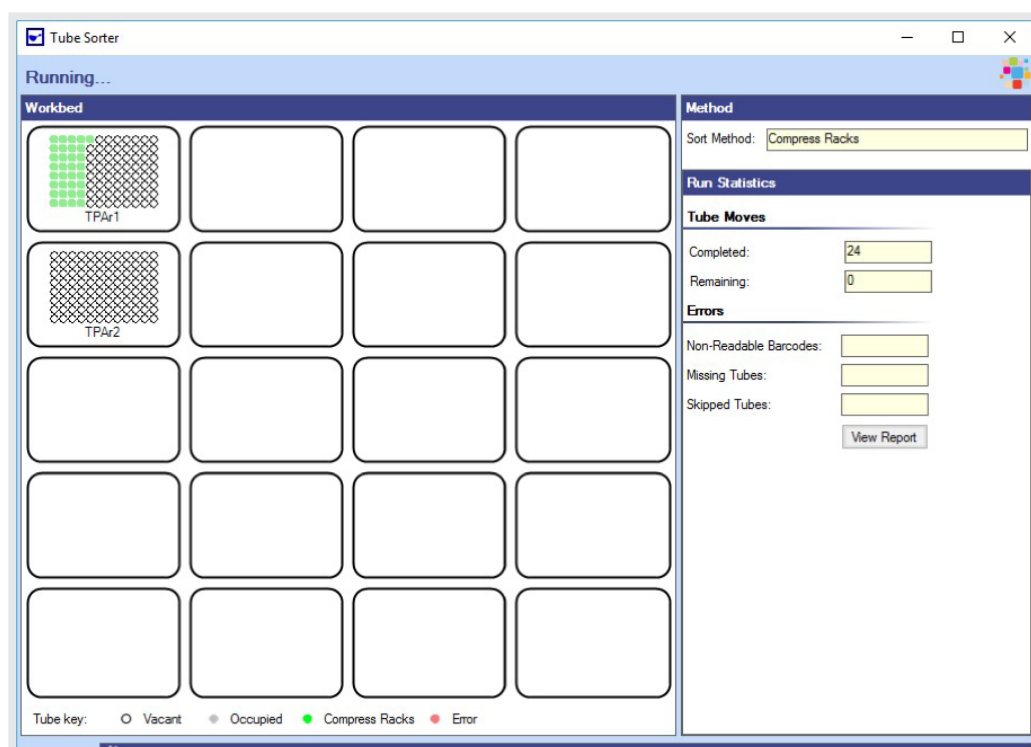 Tube Sorter
Running...
Workbed
TPAr1
TPAr2
Tube key: Vacant Occupied Compress Racks Error
Method
Sort Method: Compress Racks
Run Statistics
Tube Moves
Completed: 24
Remaining: 0
Errors
Non-Readable Barcodes:
Missing Tubes:
Skipped Tubes:
View Report